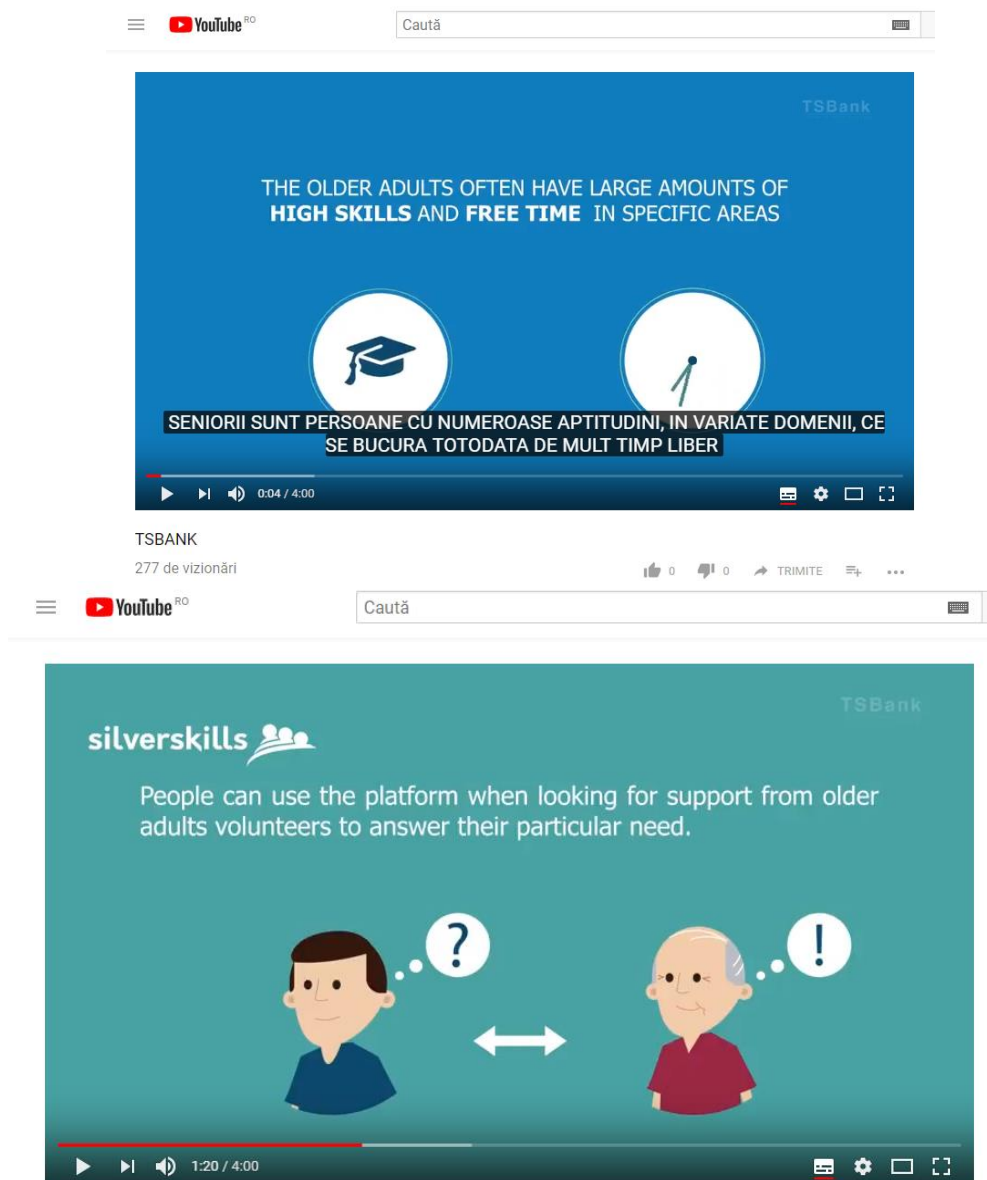 YouTube RO Caută
TSBank
THE OLDER ADULTS OFTEN HAVE LARGE AMOUNTS OF
HIGH SKILLS AND FREE TIME IN SPECIFIC AREAS
SENIORII SUNT PERSOANE CU NUMEROASE APTITUDINI, IN VARIATE DOMENII, CE
SE BUCURA TOTODATA DE MULT TIMP LIBER
0:04 / 4:00
TSBANK
277 de vizionări 0 0 TRIMITE
YouTube RO Caută
TSBank
silverskills
People can use the platform when looking for support from older
adults volunteers to answer their particular need.
?
!
1:20 / 4:00